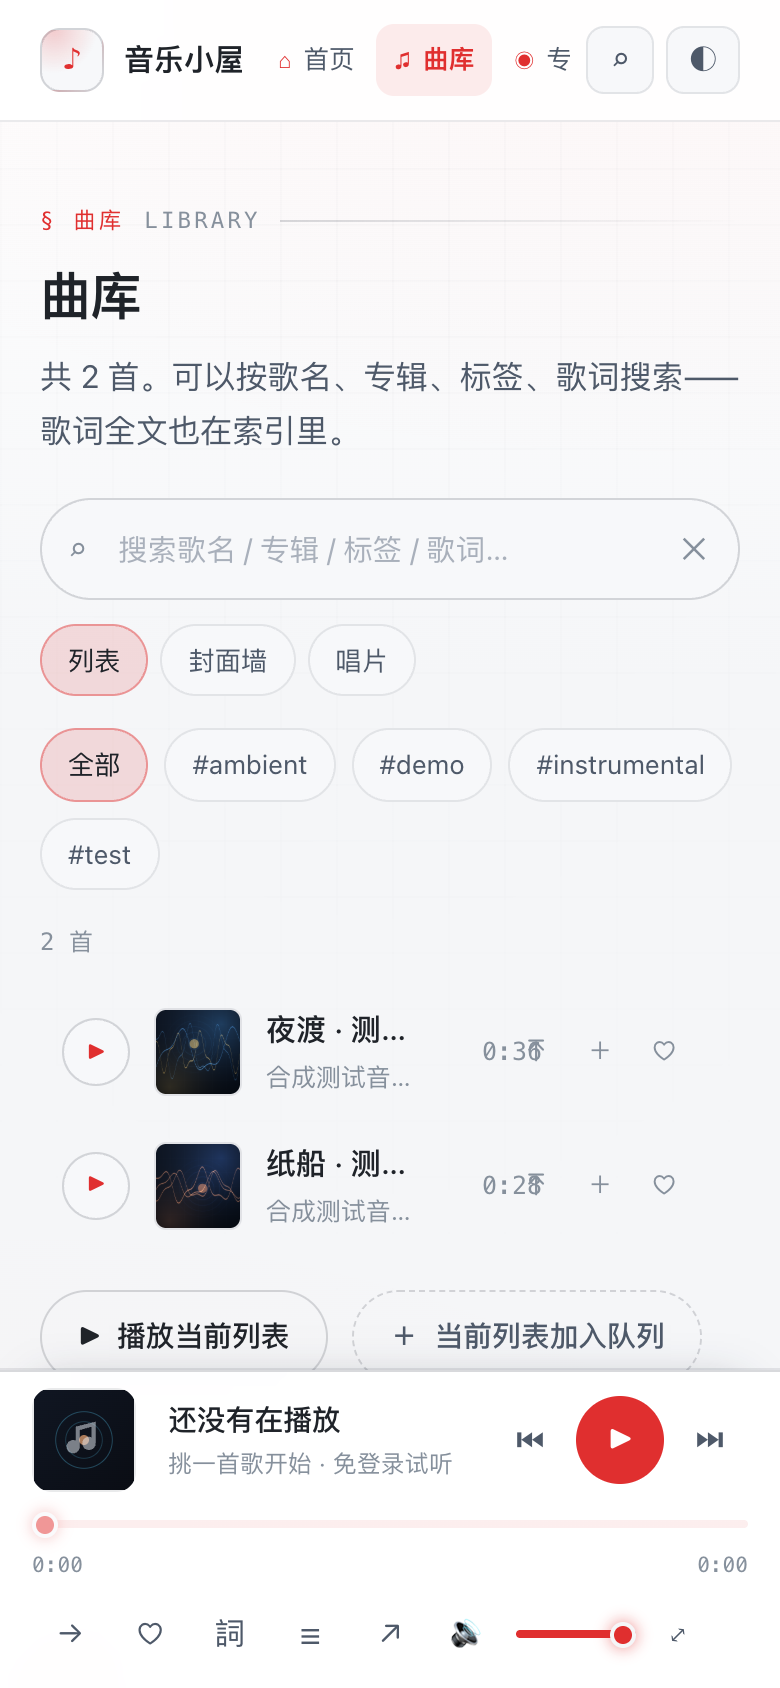 音乐小屋 首页 曲库 专
§ 曲库 LIBRARY
曲库
共 2 首。可以按歌名、专辑、标签、歌词搜索——
歌词全文也在索引里。
搜索歌名 / 专辑 / 标签 / 歌词...
列表 封面墙 唱片
全部 #ambient #demo #instrumental
#test
2 首
夜渡 · 测...
合成测试音...
0:36
纸船 · 测...
合成测试音...
0:28
播放当前列表 + 当前列表加入队列
还没有在播放
挑一首歌开始 · 免登录试听
0:00 0:00
詞